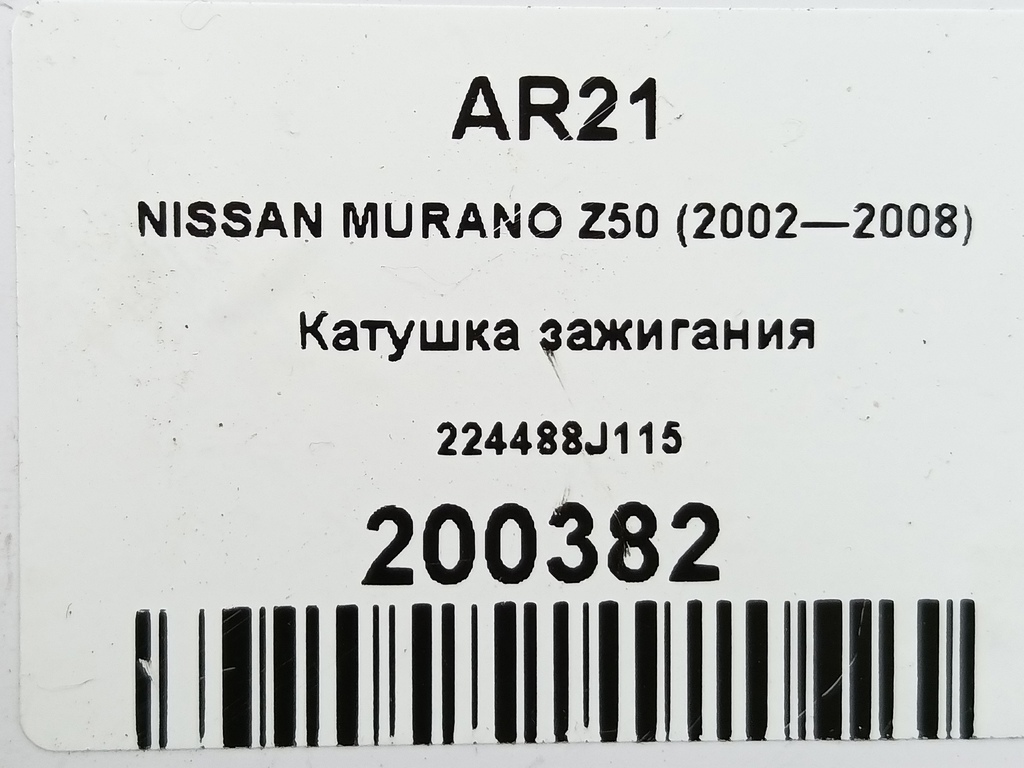 AR21
NISSAN MURANO Z50 (2002—2008)
Катушка зажигания
224488J115
200382